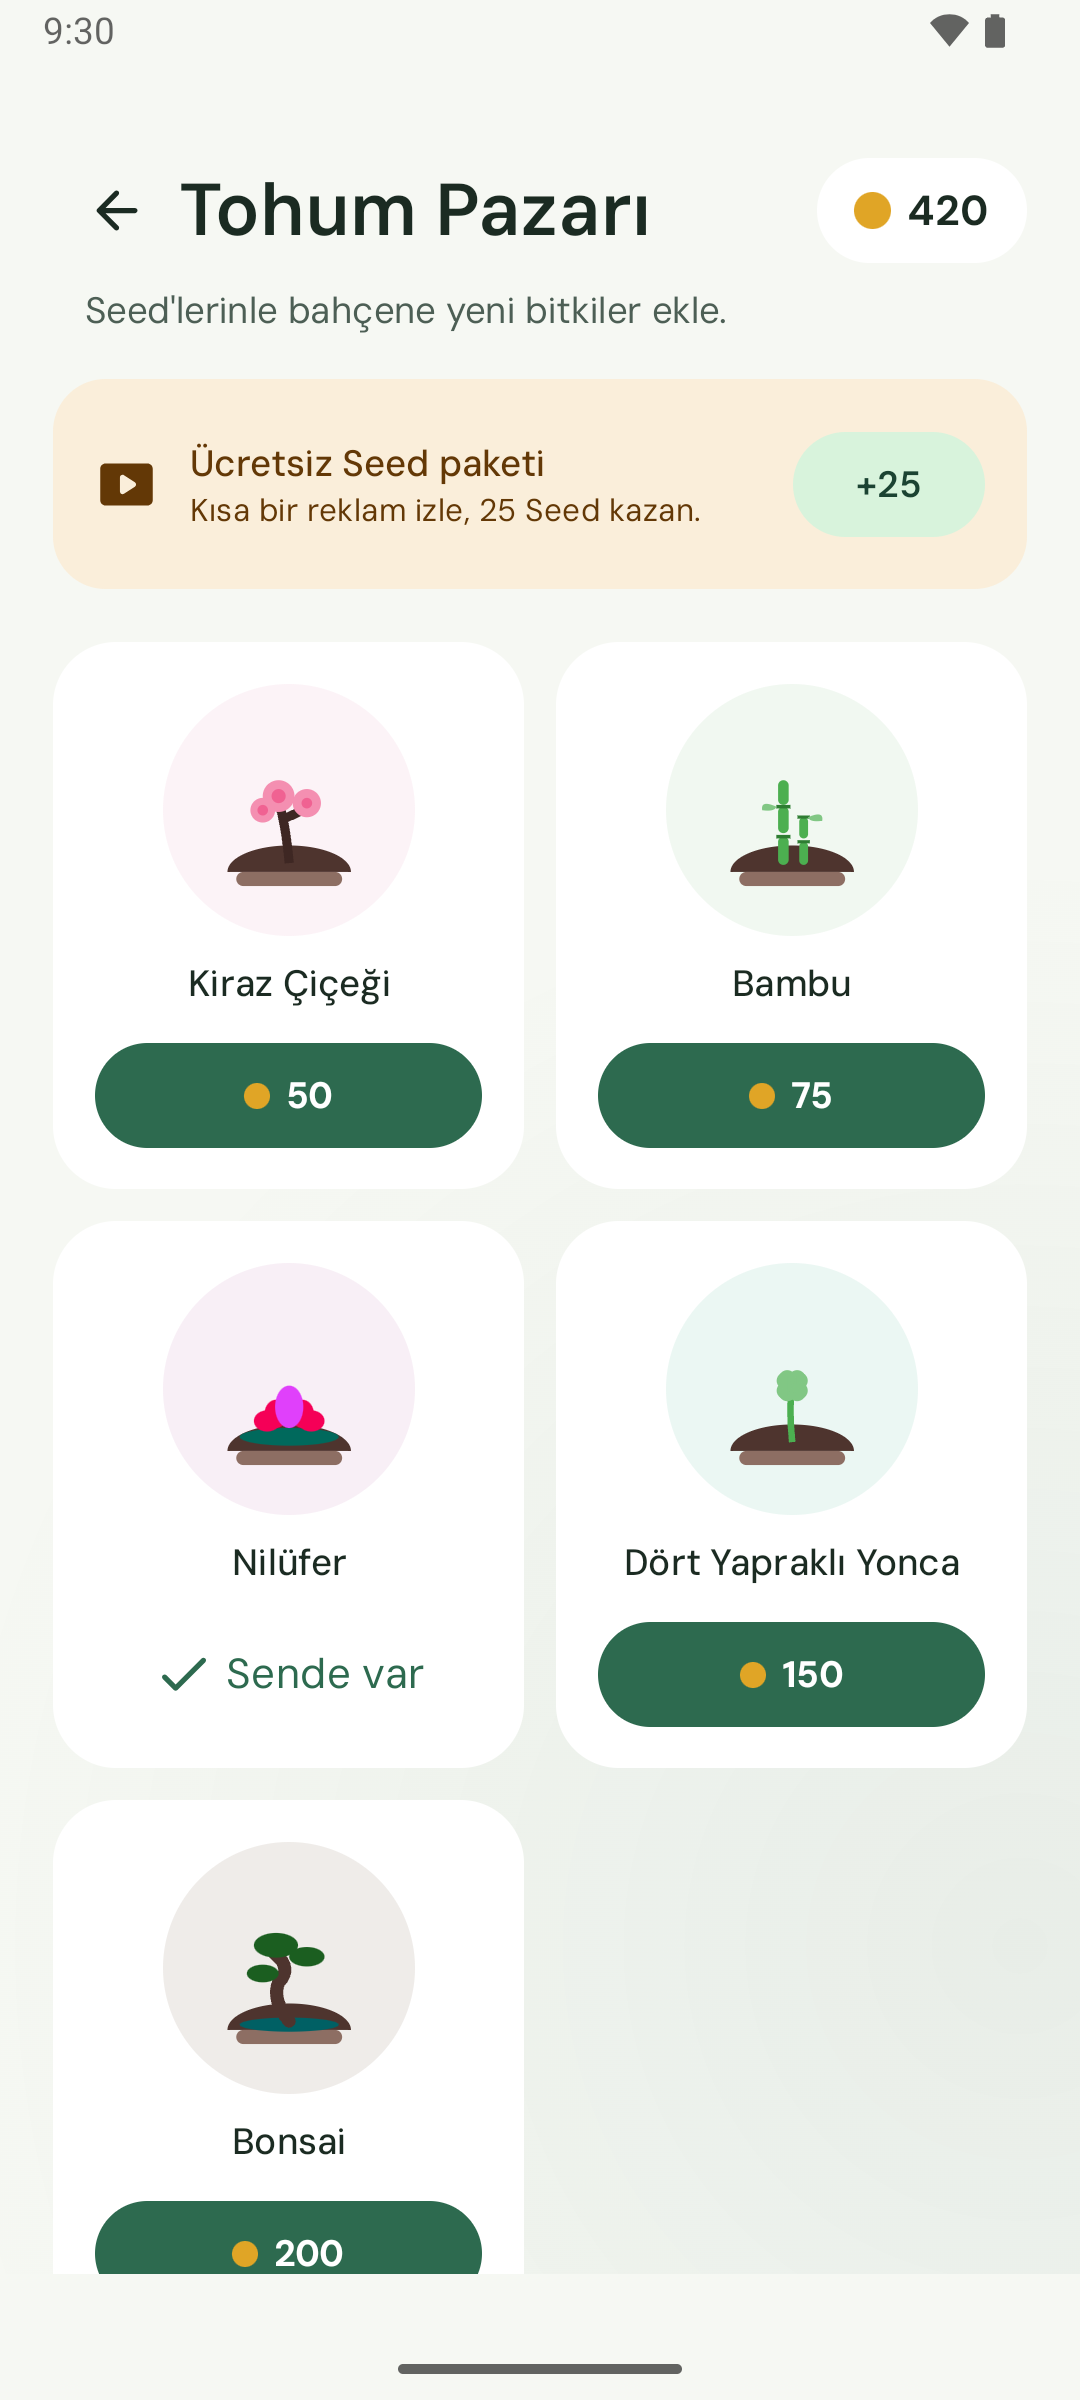 9:30
Tohum Pazarı
420
Seed'lerinle bahçene yeni bitkiler ekle.
Ücretsiz Seed paketi
Kısa bir reklam izle, 25 Seed kazan.
+25
Kiraz Çiçeği
Bambu
50
75
Nilüfer
Dört Yapraklı Yonca
Sende var
150
Bonsai
200